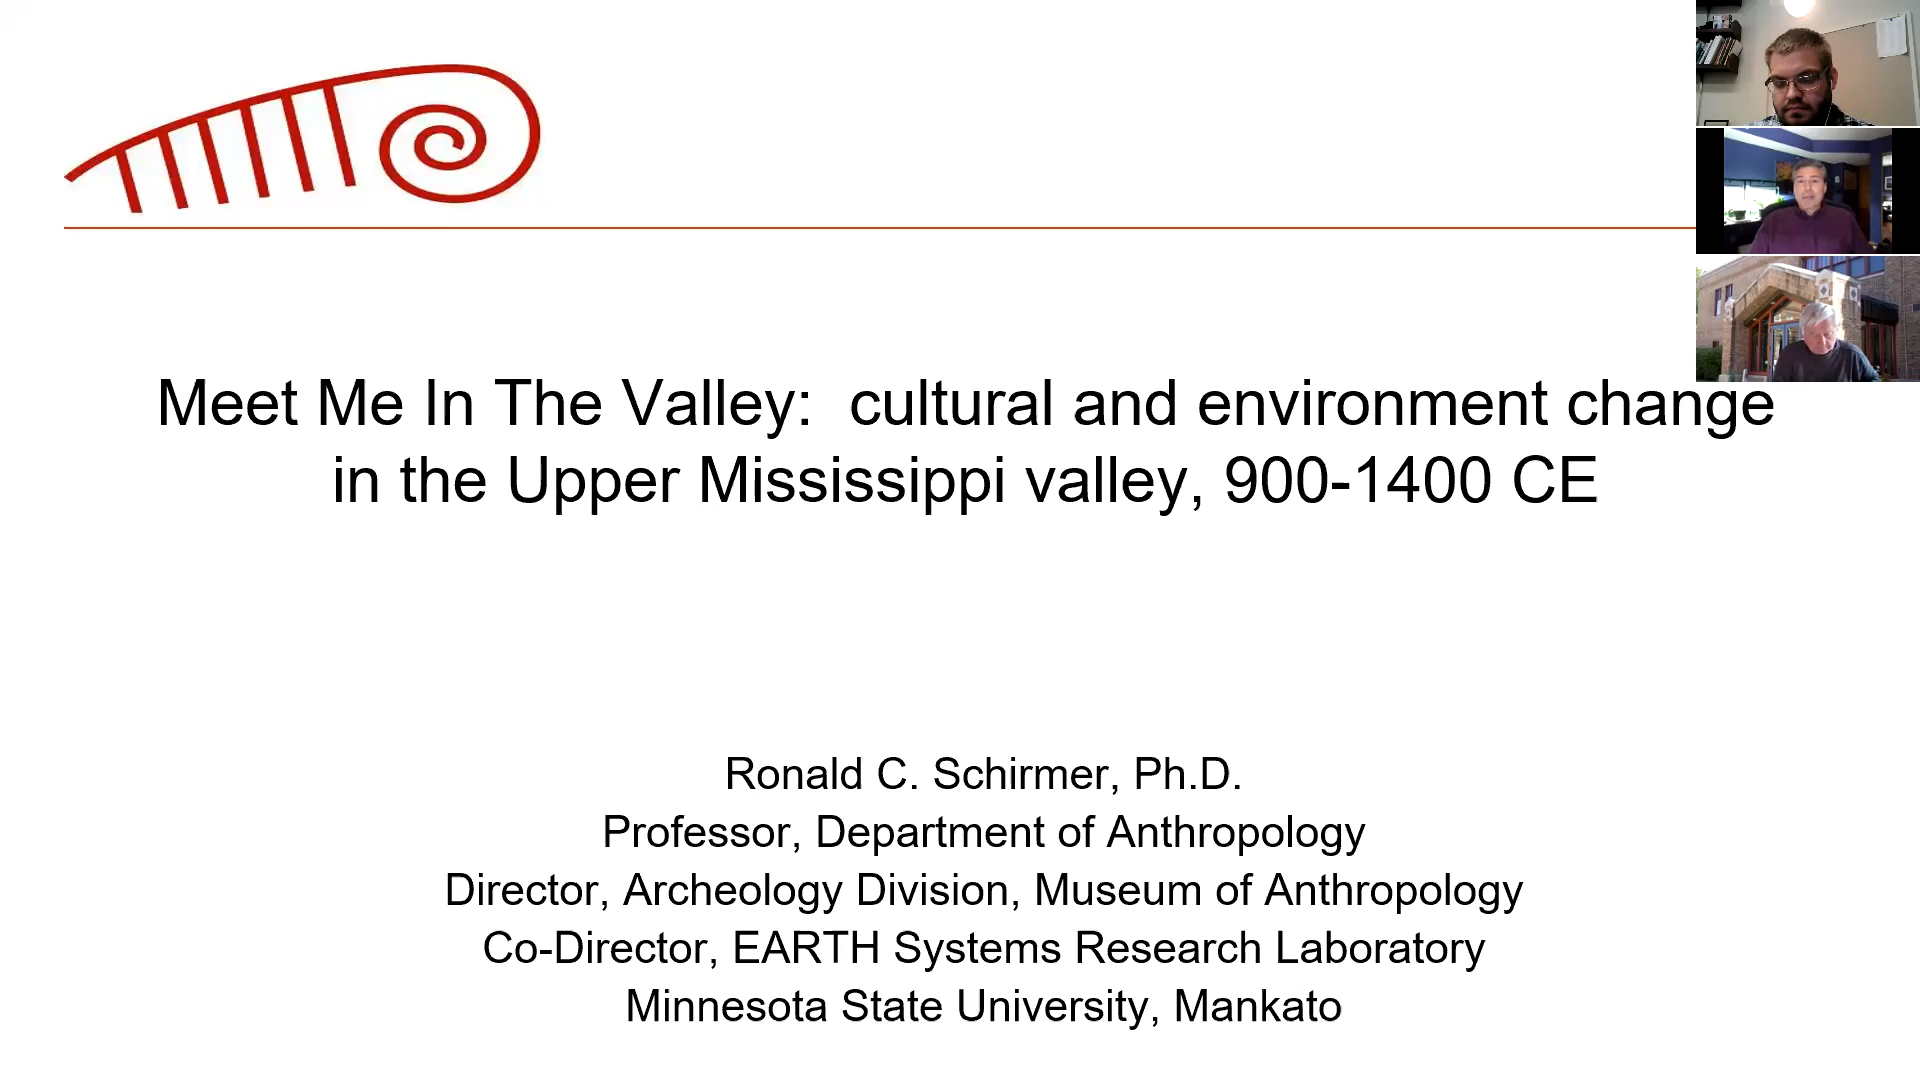 Meet Me In The Valley:  cultural and environment change
in the Upper Mississippi valley, 900-1400 CE
Ronald C. Schirmer, Ph.D.
Professor, Department of Anthropology
Director, Archeology Division, Museum of Anthropology
Co-Director, EARTH Systems Research Laboratory
Minnesota State University, Mankato